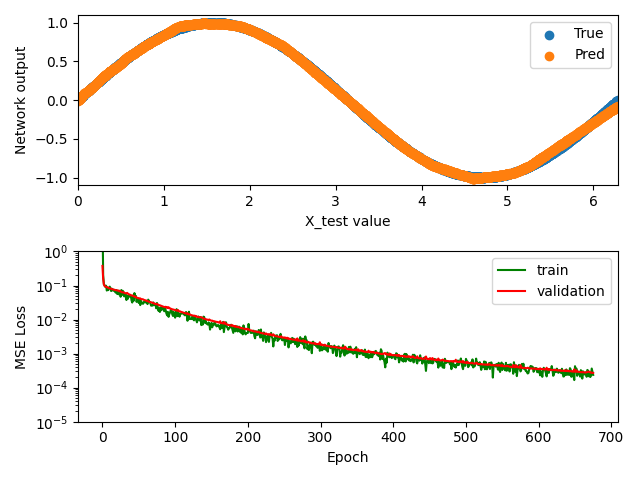 1.0
0.5
0.0
−0.5
−1.0
Network output
True
Pred
0 1 2 3 4 5 6
X_test value
10⁰
10⁻¹
10⁻²
10⁻³
10⁻⁴
10⁻⁵
MSE Loss
train
validation
0 100 200 300 400 500 600 700
Epoch